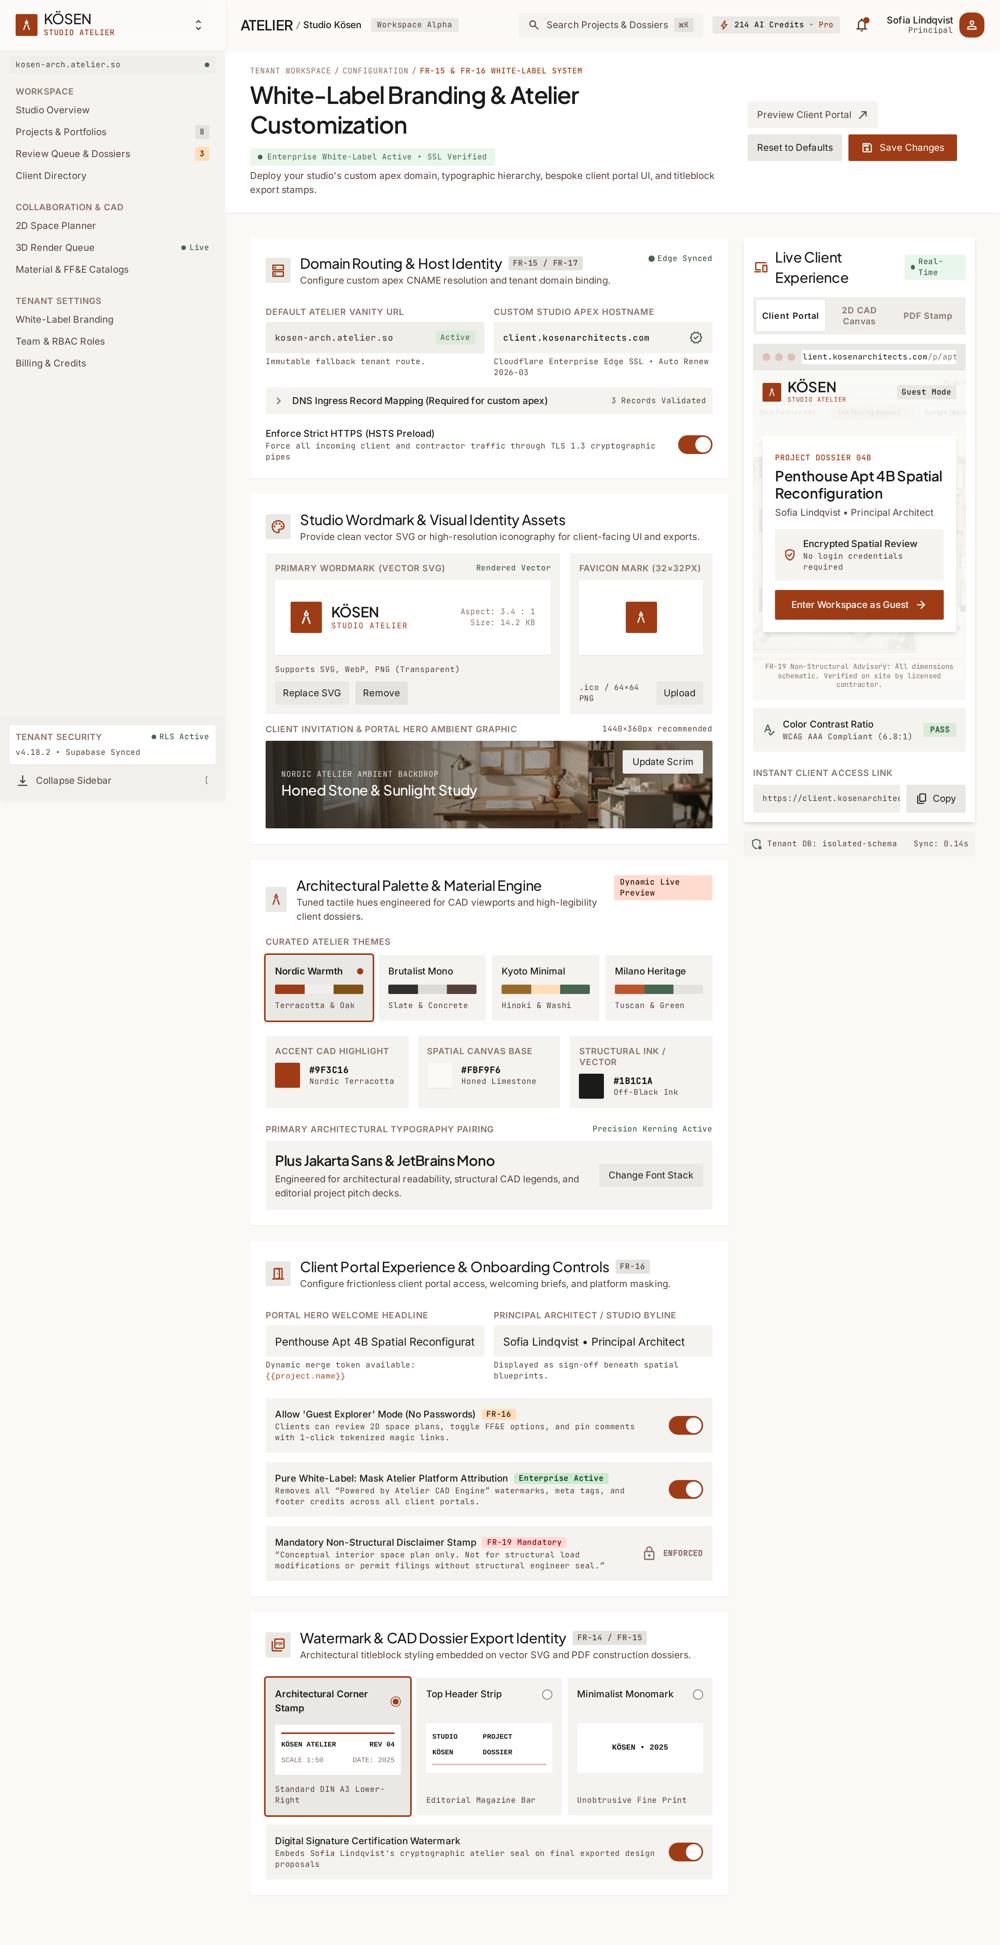 KÖSEN
STUDIO ATELIER
kosen-arch.atelier.so
WORKSPACE
Studio Overview
Projects & Portfolios 8
Review Queue & Dossiers 3
Client Directory
COLLABORATION & CAD
2D Space Planner
3D Render Queue Live
Material & FF&E Catalogs
TENANT SETTINGS
White-Label Branding
Team & RBAC Roles
Billing & Credits
TENANT SECURITY RLS Active
v4.18.2 • Supabase Synced
Collapse Sidebar [
ATELIER / Studio Kösen Workspace Alpha
Search Projects & Dossiers ⌘K
214 AI Credits • Pro
Sofia Lindqvist
Principal
TENANT WORKSPACE / CONFIGURATION / FR-15 & FR-16 WHITE-LABEL SYSTEM
White-Label Branding & Atelier
Customization
Enterprise White-Label Active • SSL Verified
Deploy your studio's custom apex domain, typographic hierarchy, bespoke client portal UI, and titleblock
export stamps.
Preview Client Portal
Reset to Defaults
Save Changes
Domain Routing & Host Identity FR-15 / FR-17
Edge Synced
Configure custom apex CNAME resolution and tenant domain binding.
DEFAULT ATELIER VANITY URL
kosen-arch.atelier.so Active
Immutable fallback tenant route.
CUSTOM STUDIO APEX HOSTNAME
client.kosenarchitects.com
Cloudflare Enterprise Edge SSL • Auto Renew
2026-03
DNS Ingress Record Mapping (Required for custom apex) 3 Records Validated
Enforce Strict HTTPS (HSTS Preload)
Force all incoming client and contractor traffic through TLS 1.3 cryptographic
pipes
Studio Wordmark & Visual Identity Assets
Provide clean vector SVG or high-resolution iconography for client-facing UI and exports.
PRIMARY WORDMARK (VECTOR SVG) Rendered Vector
KÖSEN
STUDIO ATELIER
Aspect: 3.4 : 1
Size: 14.2 KB
Supports SVG, WebP, PNG (Transparent)
Replace SVG
Remove
FAVICON MARK (32×32PX)
.ico / 64×64
PNG
Upload
CLIENT INVITATION & PORTAL HERO AMBIENT GRAPHIC 1440×360px recommended
Update Scrim
NORDIC ATELIER AMBIENT BACKDROP
Honed Stone & Sunlight Study
Architectural Palette & Material Engine
Dynamic Live
Preview
Tuned tactile hues engineered for CAD viewports and high-legibility
client dossiers.
CURATED ATELIER THEMES
Nordic Warmth
Terracotta & Oak
Brutalist Mono
Slate & Concrete
Kyoto Minimal
Hinoki & Washi
Milano Heritage
Tuscan & Green
ACCENT CAD HIGHLIGHT
#9F3C16
Nordic Terracotta
SPATIAL CANVAS BASE
#FBF9F6
Honed Limestone
STRUCTURAL INK /
VECTOR
#1B1C1A
Off-Black Ink
PRIMARY ARCHITECTURAL TYPOGRAPHY PAIRING Precision Kerning Active
Plus Jakarta Sans & JetBrains Mono
Engineered for architectural readability, structural CAD legends, and
editorial project pitch decks.
Change Font Stack
Client Portal Experience & Onboarding Controls FR-16
Configure frictionless client portal access, welcoming briefs, and platform masking.
PORTAL HERO WELCOME HEADLINE
Penthouse Apt 4B Spatial Reconfigurat
Dynamic merge token available:
{{project.name}}
PRINCIPAL ARCHITECT / STUDIO BYLINE
Sofia Lindqvist • Principal Architect
Displayed as sign-off beneath spatial
blueprints.
Allow 'Guest Explorer' Mode (No Passwords) FR-16
Clients can review 2D space plans, toggle FF&E options, and pin comments
with 1-click tokenized magic links.
Pure White-Label: Mask Atelier Platform Attribution Enterprise Active
Removes all “Powered by Atelier CAD Engine” watermarks, meta tags, and
footer credits across all client portals.
Mandatory Non-Structural Disclaimer Stamp FR-19 Mandatory
“Conceptual interior space plan only. Not for structural load
modifications or permit filings without structural engineer seal.”
ENFORCED
Watermark & CAD Dossier Export Identity FR-14 / FR-15
Architectural titleblock styling embedded on vector SVG and PDF construction dossiers.
Architectural Corner
Stamp
KÖSEN ATELIER REV 04
SCALE 1:50 DATE: 2025
Standard DIN A3 Lower-
Right
Top Header Strip
STUDIO PROJECT
KÖSEN DOSSIER
Editorial Magazine Bar
Minimalist Monomark
KÖSEN • 2025
Unobtrusive Fine Print
Digital Signature Certification Watermark
Embeds Sofia Lindqvist's cryptographic atelier seal on final exported design
proposals
Live Client
Experience
Real-
Time
Client Portal
2D CAD
Canvas
PDF Stamp
lient.kosenarchitects.com/p/apt
KÖSEN
STUDIO ATELIER
Guest Mode
PROJECT DOSSIER 04B
Penthouse Apt 4B Spatial
Reconfiguration
Sofia Lindqvist • Principal Architect
Encrypted Spatial Review
No login credentials
required
Enter Workspace as Guest
FR-19 Non-Structural Advisory: All dimensions
schematic. Verified on site by licensed
contractor.
Color Contrast Ratio
WCAG AAA Compliant (6.8:1)
PASS
INSTANT CLIENT ACCESS LINK
https://client.kosenarchitec
Copy
Tenant DB: isolated-schema Sync: 0.14s